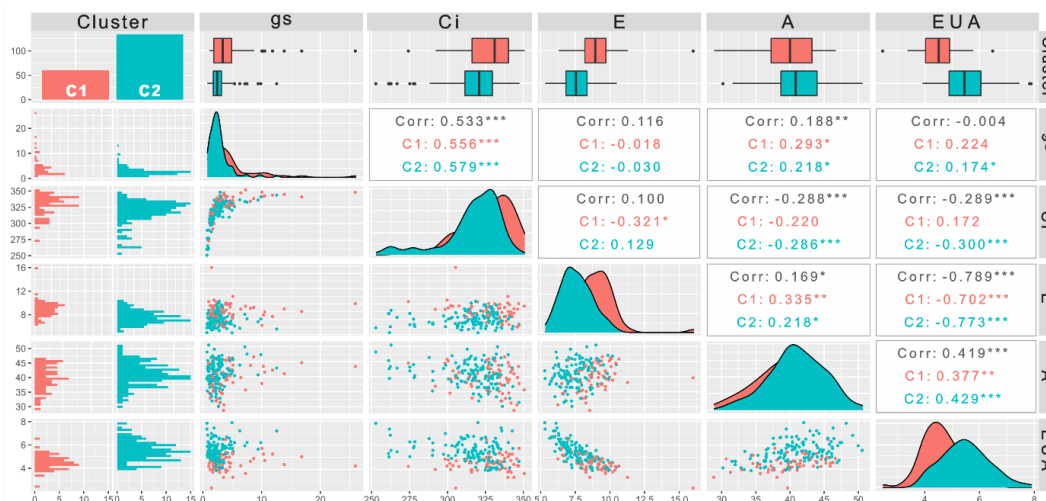 Cluster gs Ci E A EUA
100
50
0
C1 C2
Cluster
20
10
0
Corr: 0.533*** Corr: 0.116 Corr: 0.188** Corr: -0.004
C1: 0.556*** C1: -0.018 C1: 0.293* C1: 0.224
C2: 0.579*** C2: -0.030 C2: 0.218* C2: 0.174*
350
325
300
275
250
Corr: 0.100 Corr: -0.288*** Corr: -0.289***
C1: -0.321* C1: -0.220 C1: 0.172
C2: 0.129 C2: -0.286*** C2: -0.300***
16
12
8
Corr: 0.169* Corr: -0.789***
C1: 0.335** C1: -0.702***
C2: 0.218* C2: -0.773***
50
45
40
35
30
Corr: 0.419***
C1: 0.377**
C2: 0.429***
A
8
6
4
EUA
0 5 10 15 0 5 10 15 0 10 20 250 275 300 325 350 5.0 7.5 10.0 12.5 15.0 30 40 50 4 6 8